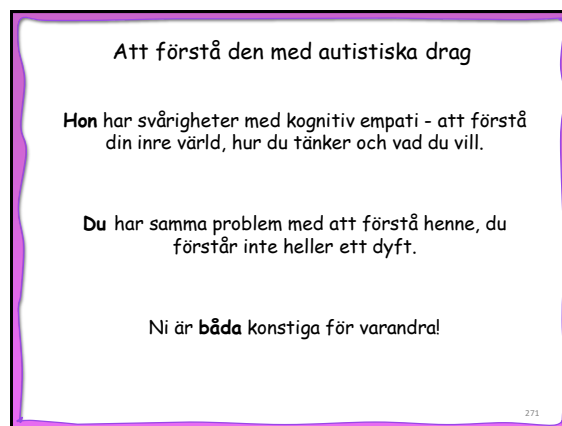 Att förstå den med autistiska drag
Hon har svårigheter med kognitiv empati - att förstå
din inre värld, hur du tänker och vad du vill.
Du har samma problem med att förstå henne, du
förstår inte heller ett dyft.
Ni är båda konstiga för varandra!
271